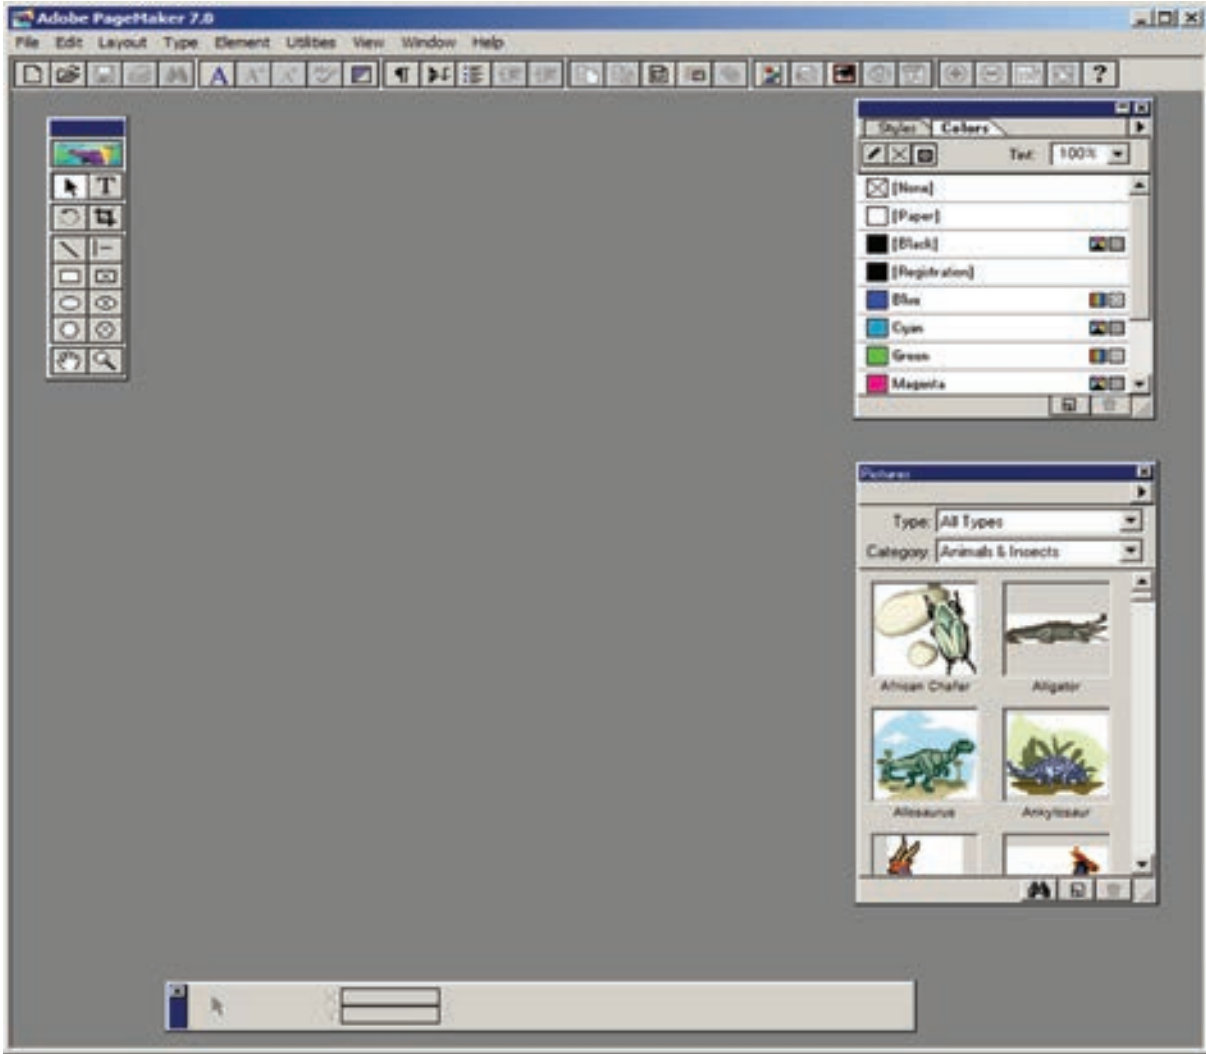 Adobe PageMaker 7.0
File Edit Layout Type Element Utilities View Window Help
T
Styles Colors
Tint: 100%
[None]
[Paper]
[Black]
[Registration]
Blue
Cyan
Green
Magenta
Pictures
Type: All Types
Category: Animals & Insects
African Chafer
Alligator
Allosaurus
Ankylosaur
X
Y